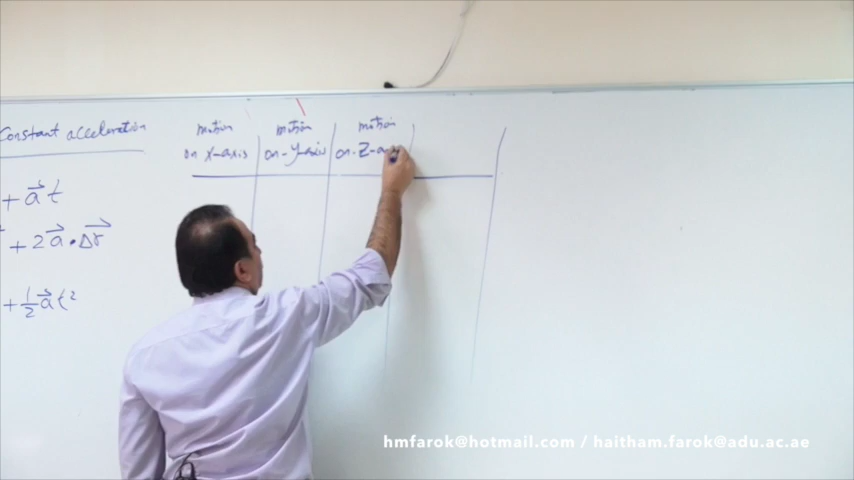 Constant acceleration
+ a⃗ t
+ 2a⃗ · Δr⃗
+ 1/2 a⃗ t²
motion
on x-axis
motion
on - y-axis
motion
on - Z-a
hmfarok@hotmail.com / haitham.farok@adu.ac.ae